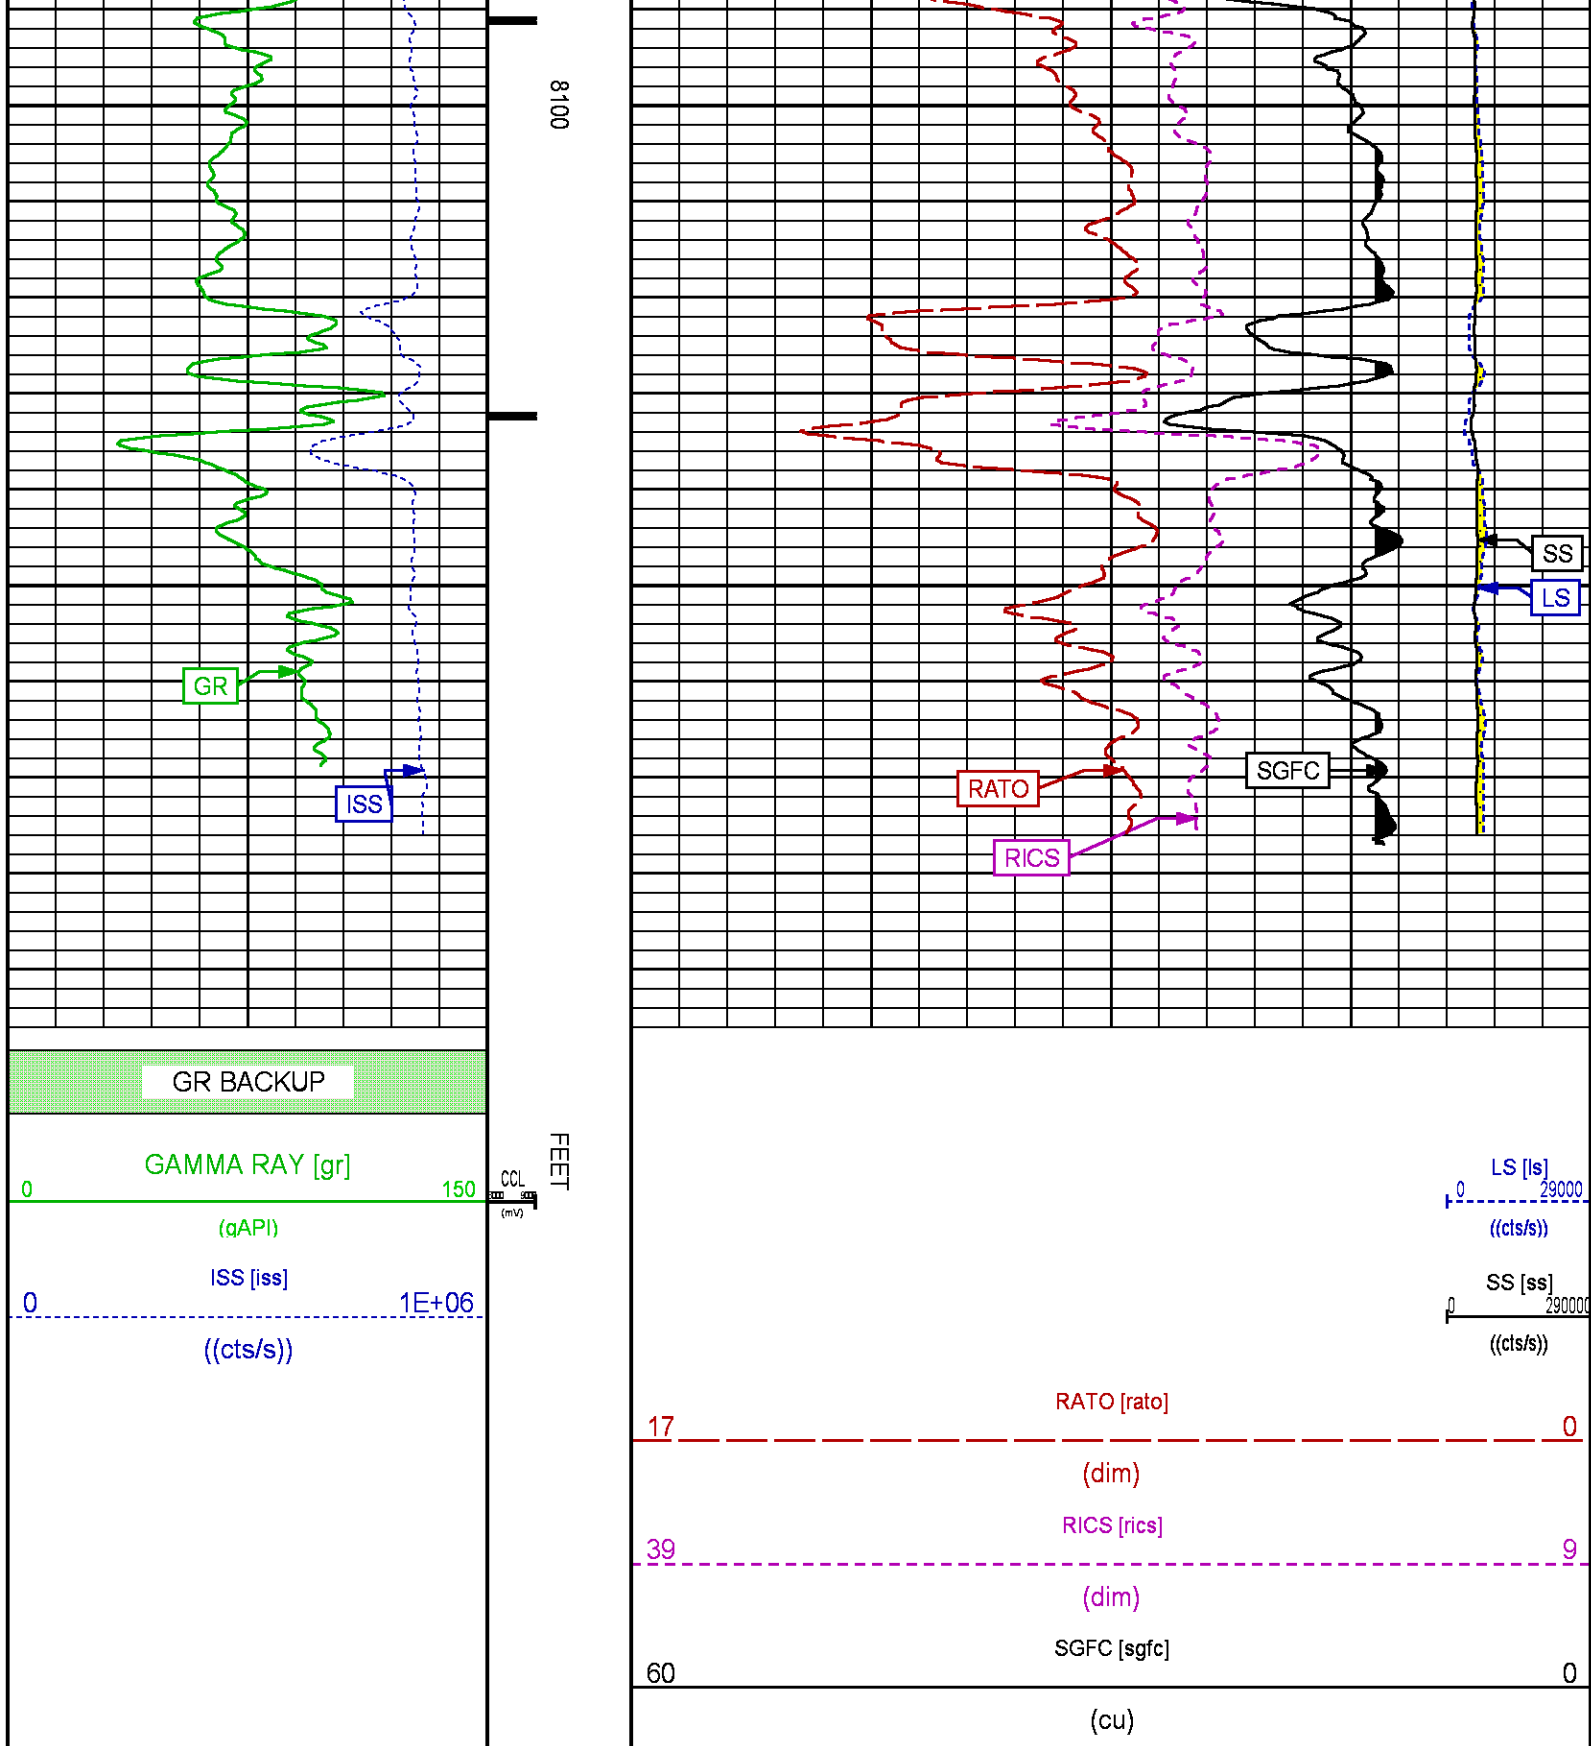 8100
SS
LS
GR
ISS
RATO
SGFC
RICS
GR BACKUP
FEET
GAMMA RAY [gr]
0 150
(gAPI)
CCL
(mV)
ISS [iss]
0 1E+06
((cts/s))
LS [ls]
0 29000
((cts/s))
SS [ss]
0 290000
((cts/s))
RATO [rato]
17 0
(dim)
RICS [rics]
39 9
(dim)
SGFC [sgfc]
60 0
(cu)